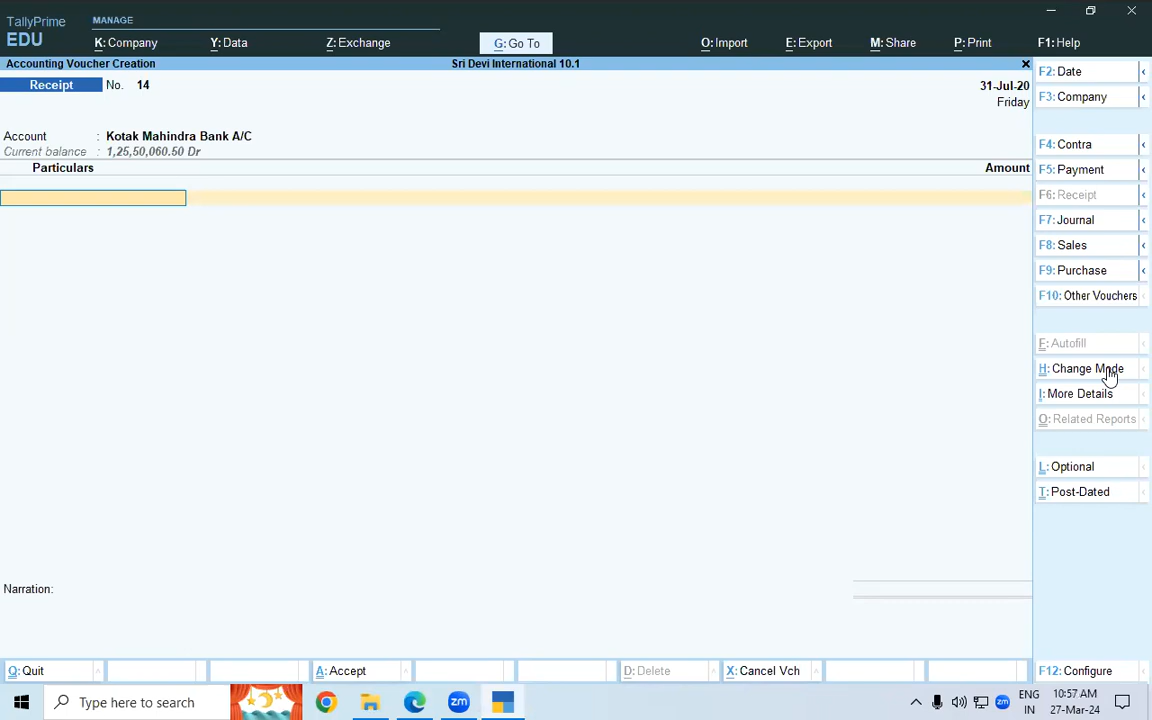 TallyPrime
EDU
MANAGE
K: Company
Y: Data
Z: Exchange
G: Go To
O: Import
E: Export
M: Share
P: Print
F1: Help
Accounting Voucher Creation
Sri Devi International 10.1
Receipt No. 14
31-Jul-20
Friday
Account : Kotak Mahindra Bank A/C
Current balance : 1,25,50,060.50 Dr
Particulars
Amount
Narration:
F2: Date
F3: Company
F4: Contra
F5: Payment
F6: Receipt
F7: Journal
F8: Sales
F9: Purchase
F10: Other Vouchers
F: Autofill
H: Change Mode
I: More Details
O: Related Reports
L: Optional
T: Post-Dated
Q: Quit
A: Accept
D: Delete
X: Cancel Vch
F12: Configure
Type here to search
zm
zm
ENG
IN
10:57 AM
27-Mar-24